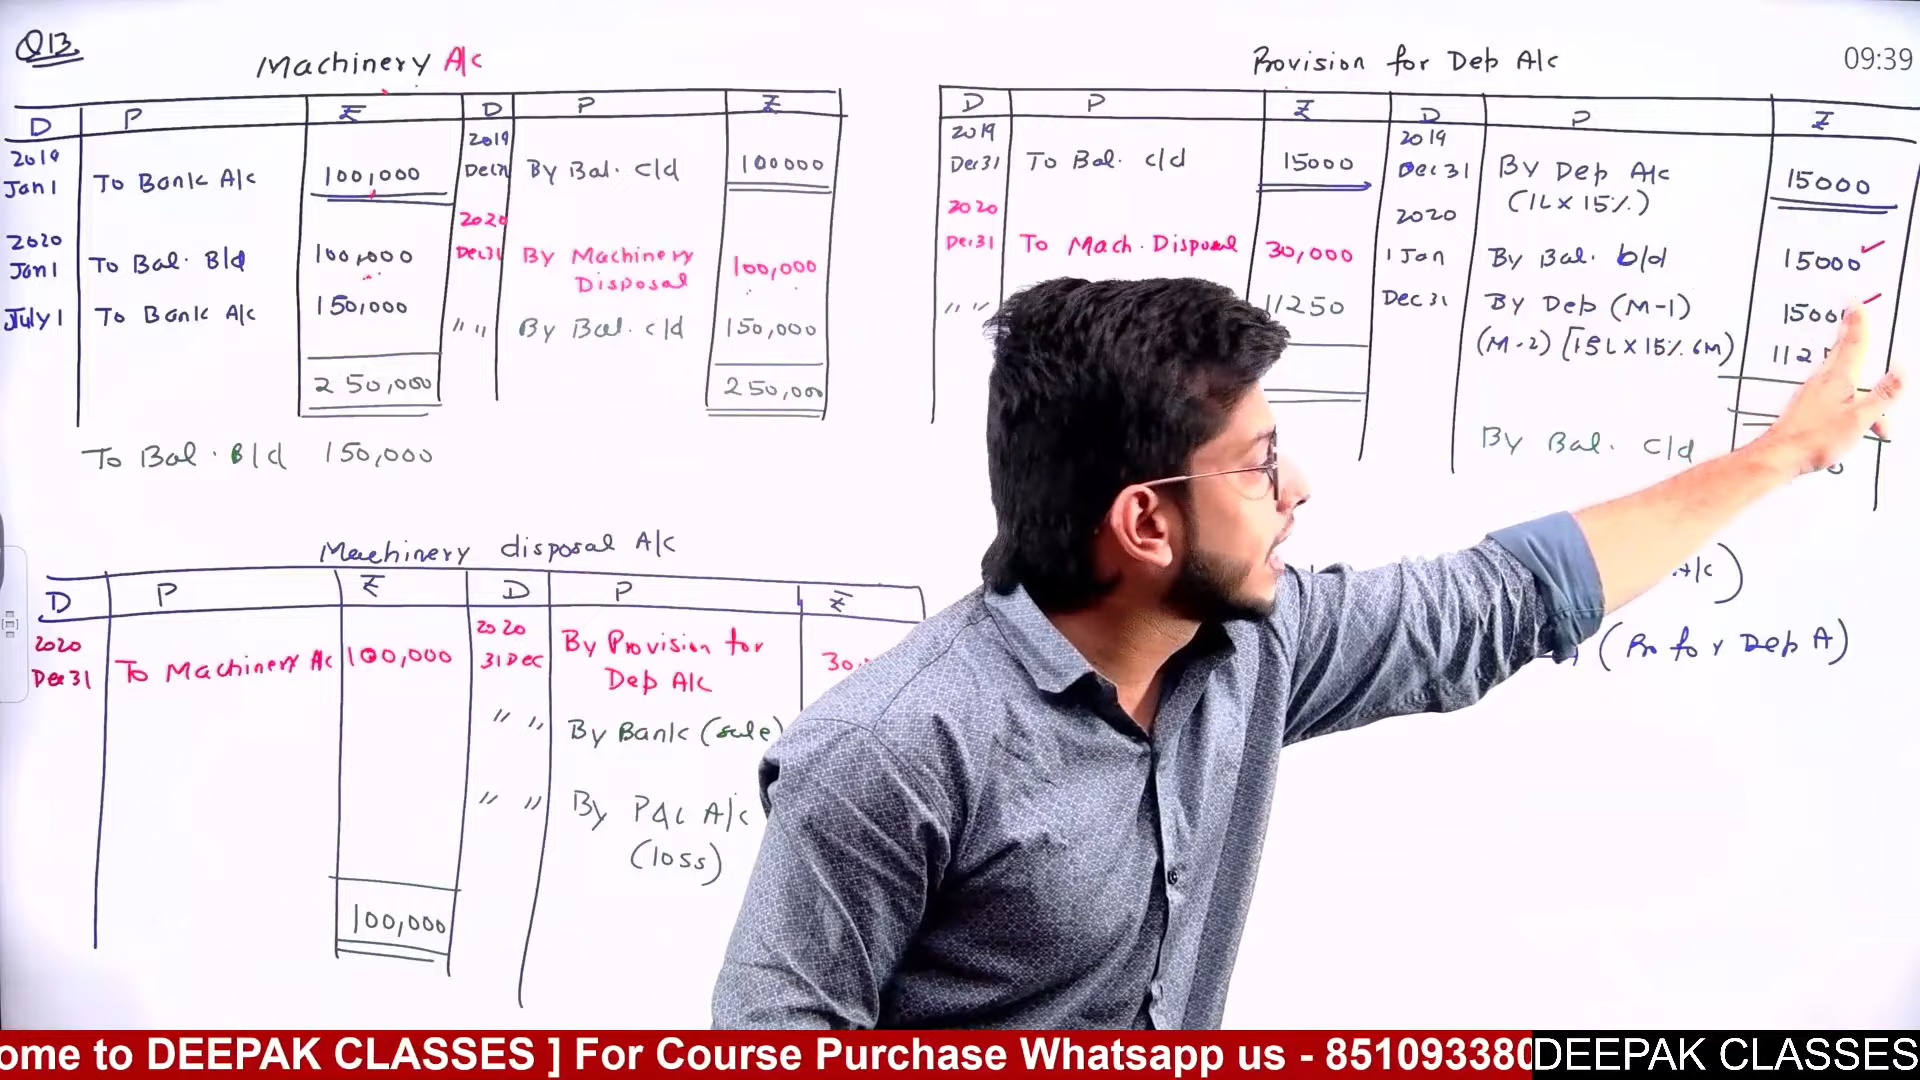 Q13.
Machinery A/c
D P ₹ D P ₹
2019 2019
Jan 1 To Bank A/c 100,000 Dec 31 By Bal. c/d 100000
2020 2020
Jan 1 To Bal. B/d 100,000 Dec 31 By Machinery Disposal 100,000
July 1 To Bank A/c 150,000 " " By Bal. c/d 150,000
250,000 250,000
To Bal. B/d 150,000
Provision for Dep A/c
09:39
D P ₹ D P ₹
2019 2019
Dec 31 To Bal. c/d 15000 Dec 31 By Dep A/c 15000
(1L X 15%)
2020 2020
Dec 31 To Mach. Disposal 30,000 1 Jan By Bal. b/d 15000
" " 11250 Dec 31 By Dep (M-1)
(M-2) [1.5L X 15% 6M)
By Bal. c/d
(Pro for Dep A)
Machinery disposal A/c
D P ₹ D P ₹
2020 2020
Dec 31 To Machinery Ac 100,000 31 Dec By Provision for
Dep A/c
" " By Bank (sale)
" " By P&L A/c
(loss)
100,000
ome to DEEPAK CLASSES ] For Course Purchase Whatsapp us - 851093380
DEEPAK CLASSES